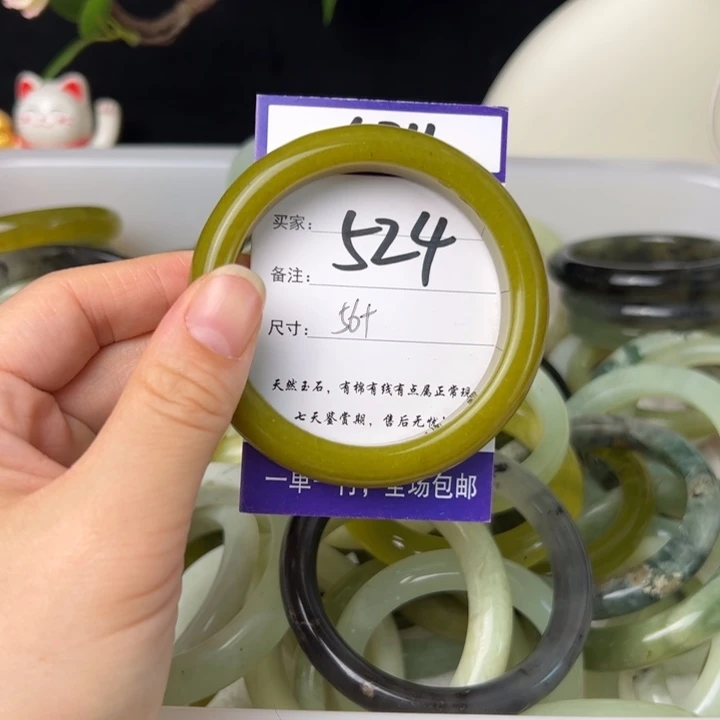 买家: 524
备注:
尺寸: 56+
天然玉石，有棉有线有点属正常现
七天鉴赏期，售后无忧
一单一行，全场包邮